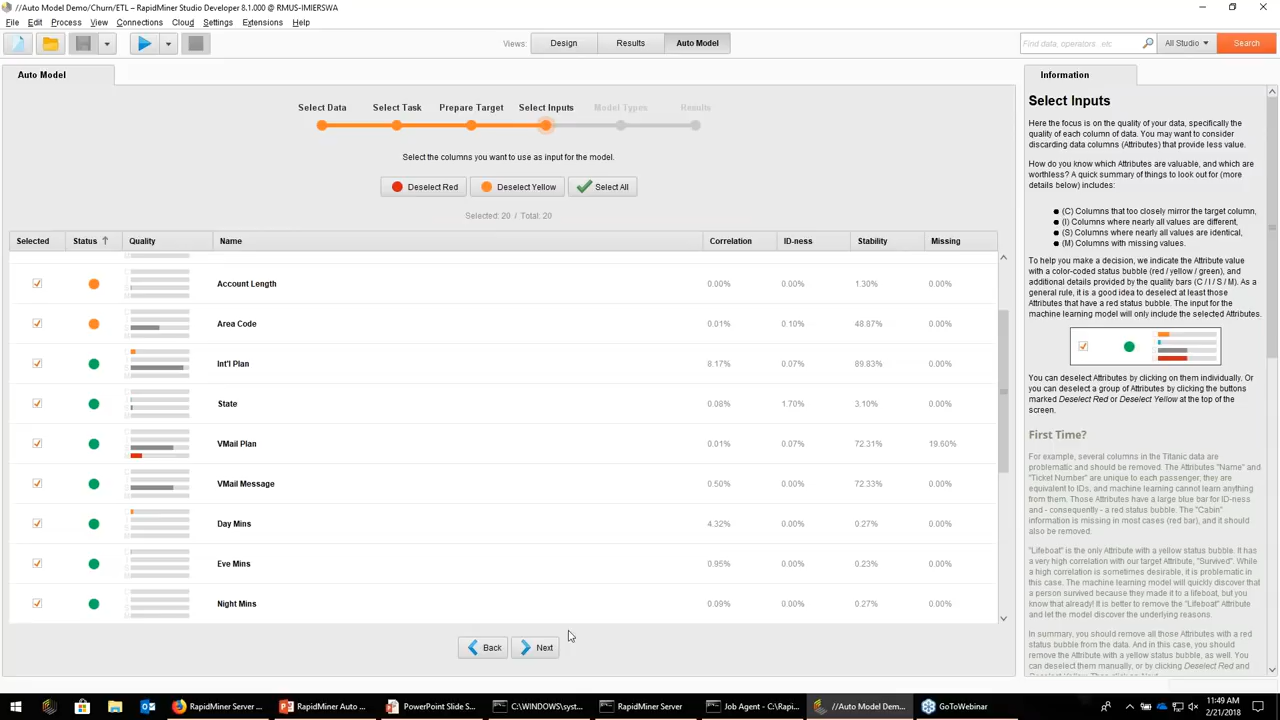 //Auto Model Demo/Churn/ETL – RapidMiner Studio Developer 8.1.000 @ RMUS-IMIERSWA
File Edit Process View Connections Cloud Settings Extensions Help
Views: Design Results Auto Model
Find data, operators...etc All Studio Search
Auto Model
Select Data Select Task Prepare Target Select Inputs Model Types Results
Select the columns you want to use as input for the model.
Deselect Red Deselect Yellow Select All
Selected: 20 / Total: 20
Selected Status Quality Name Correlation ID-ness Stability Missing
Account Length 0.00% 0.00% 1.30% 0.00%
Area Code 0.01% 0.10% 48.87% 0.00%
Int'l Plan 8.17% 0.07% 89.83% 0.00%
State 0.08% 1.70% 3.10% 0.00%
VMail Plan 0.01% 0.07% 72.31% 19.60%
VMail Message 0.50% 0.00% 72.33% 0.00%
Day Mins 4.32% 0.00% 0.27% 0.00%
Eve Mins 0.95% 0.00% 0.23% 0.00%
Night Mins 0.09% 0.00% 0.27% 0.00%
Back Next
Information
Select Inputs
Here the focus is on the quality of your data, specifically the
quality of each column of data. You may want to consider
discarding data columns (Attributes) that provide less value.
How do you know which Attributes are valuable, and which are
worthless? A quick summary of things to look out for (more
details below) includes:
● (C) Columns that too closely mirror the target column,
● (I) Columns where nearly all values are different,
● (S) Columns where nearly all values are identical,
● (M) Columns with missing values.
To help you make a decision, we indicate the Attribute value
with a color-coded status bubble (red / yellow / green), and
additional details provided by the quality bars (C / I / S / M). As a
general rule, it is a good idea to deselect at least those
Attributes that have a red status bubble. The input for the
machine learning model will only include the selected Attributes.
You can deselect Attributes by clicking on them individually. Or
you can deselect a group of Attributes by clicking the buttons
marked Deselect Red or Deselect Yellow at the top of the
screen.
First Time?
For example, several columns in the Titanic data are
problematic and should be removed. The Attributes "Name" and
"Ticket Number" are unique to each passenger; they are
equivalent to IDs, and machine learning cannot learn anything
from them. Those Attributes have a large blue bar for ID-ness
and - consequently - a red status bubble. The "Cabin"
information is missing in most cases (red bar), and it should
also be removed.
"Lifeboat" is the only Attribute with a yellow status bubble. It has
a very high correlation with our target Attribute, "Survived". While
a high correlation is sometimes desirable, it is problematic in
this case. The machine learning model will quickly discover that
a person survived because they made it to a lifeboat, but you
know that already! It is better to remove the "Lifeboat" Attribute
and let the model discover the underlying reasons.
In summary, you should remove all those Attributes with a red
status bubble from the data. And in this case, you should
remove the Attribute with a yellow status bubble, as well. You
can deselect them manually, or by clicking Deselect Red and
RapidMiner Server ... RapidMiner Auto ... PowerPoint Slide S... C:\WINDOWS\syst... RapidMiner Server Job Agent - C:\Rap... //Auto Model Dem... GoToWebinar
11:49 AM
2/21/2018